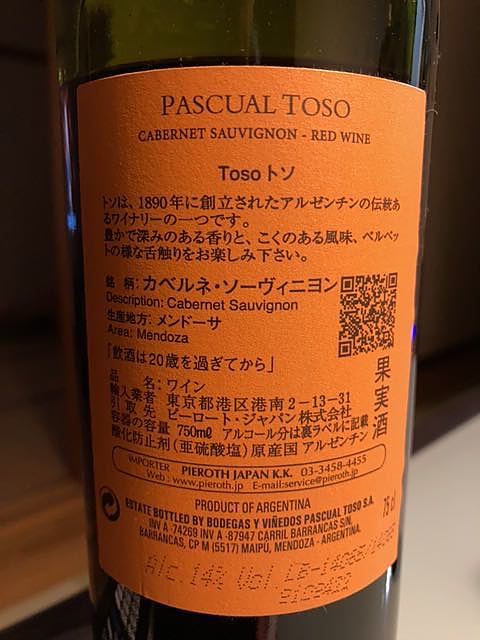 PASCUAL TOSO
CABERNET SAUVIGNON - RED WINE
Toso トソ
トソは、1890年に創立されたアルゼンチンの伝統あ
るワイナリーの一つです。
豊かで深みのある香りと、こくのある風味、ベルベッ
トの様な舌触りをお楽しみ下さい。
銘 柄: カベルネ・ソーヴィニヨン
Description: Cabernet Sauvignon
生産地方: メンドーサ
Area: Mendoza
「飲酒は20歳を過ぎてから」
果実酒
品 名: ワイン
輸入業者 東京都港区港南2-13-31
引取先 ピーロート・ジャパン株式会社
容器の容量 750mℓ アルコール分は裏ラベルに記載
酸化防止剤(亜硫酸塩) 原産国 アルゼンチン
IMPORTER PIEROTH JAPAN K.K. 03-3458-4455
Web: www.pieroth.jp E-mail:service@pieroth.jp
PRODUCT OF ARGENTINA
75 cl
ESTATE BOTTLED BY BODEGAS Y VIÑEDOS PASCUAL TOSO S.A.
INV A -74269 INV A -87947 CARRIL BARRANCAS S/N,
BARRANCAS, CP M (5517) MAIPÚ, MENDOZA - ARGENTINA.
Alc. 14% Vol